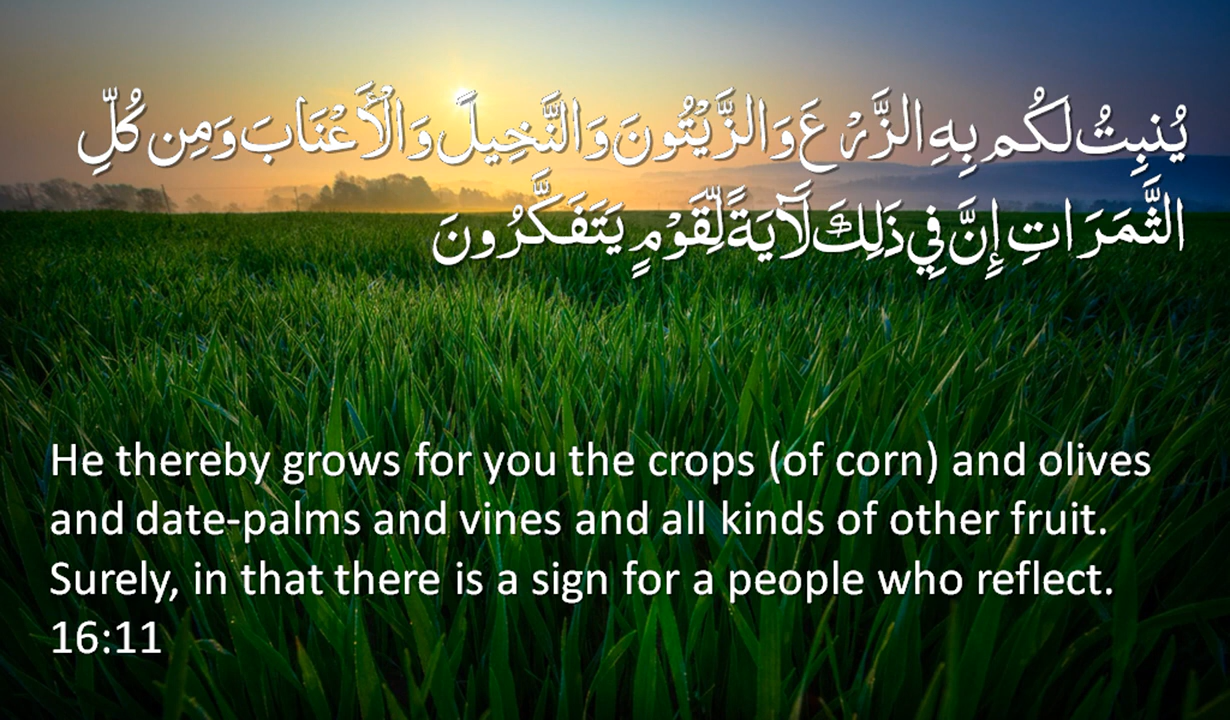 يُنبِتُ لَكُم بِهِ الزَّرْعَ وَالزَّيْتُونَ وَالنَّخِيلً وَالْأَعْنَابَ وَمِن كُلِّ
الثَّمَرَاتِ إِنَّ فِي ذَلِكَ لَآيَةً لِّقَوْمٍ يَتَفَكَّرُونَ
He thereby grows for you the crops (of corn) and olives
and date-palms and vines and all kinds of other fruit.
Surely, in that there is a sign for a people who reflect.
16:11